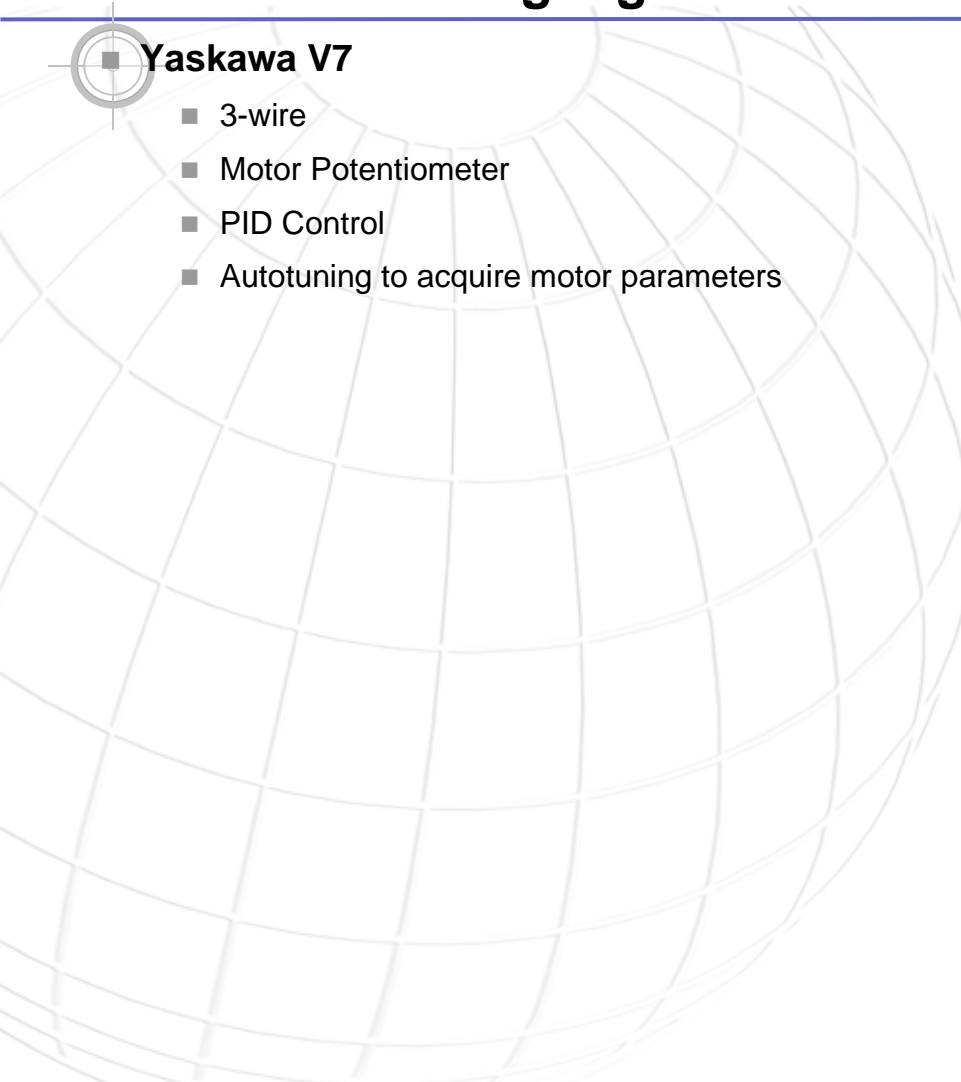 Yaskawa V7
3-wire
Motor Potentiometer
PID Control
Autotuning to acquire motor parameters